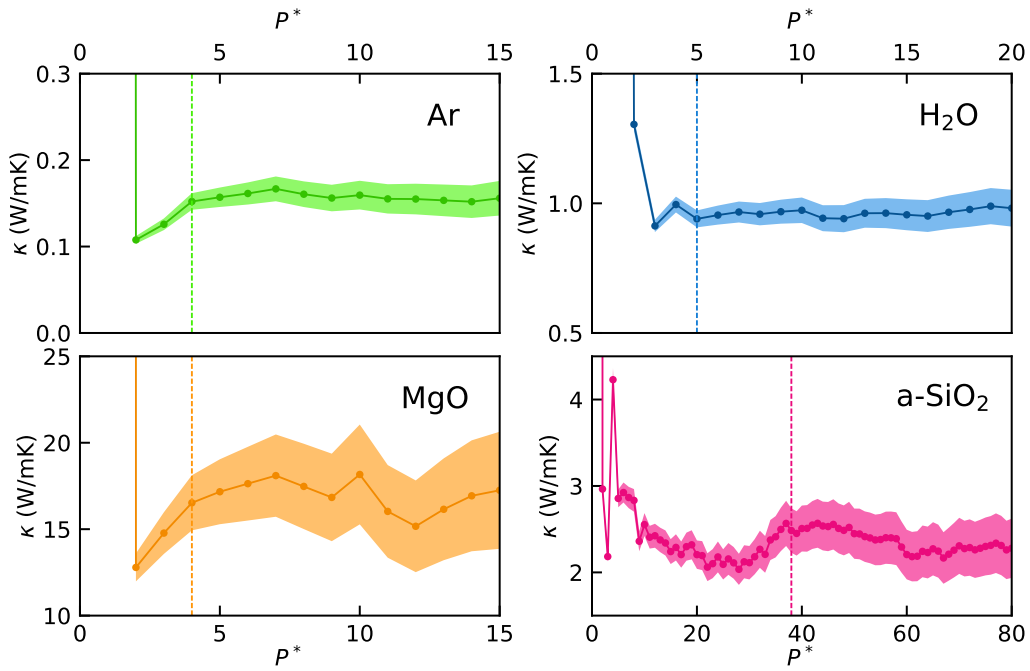 P*
P*
0 5 10 15
0 5 10 15 20
0.3
0.2
0.1
0.0
κ (W/mK)
Ar
1.5
1.0
0.5
κ (W/mK)
H₂O
25
20
15
10
κ (W/mK)
MgO
0 5 10 15
P*
4
3
2
κ (W/mK)
a-SiO₂
0 20 40 60 80
P*